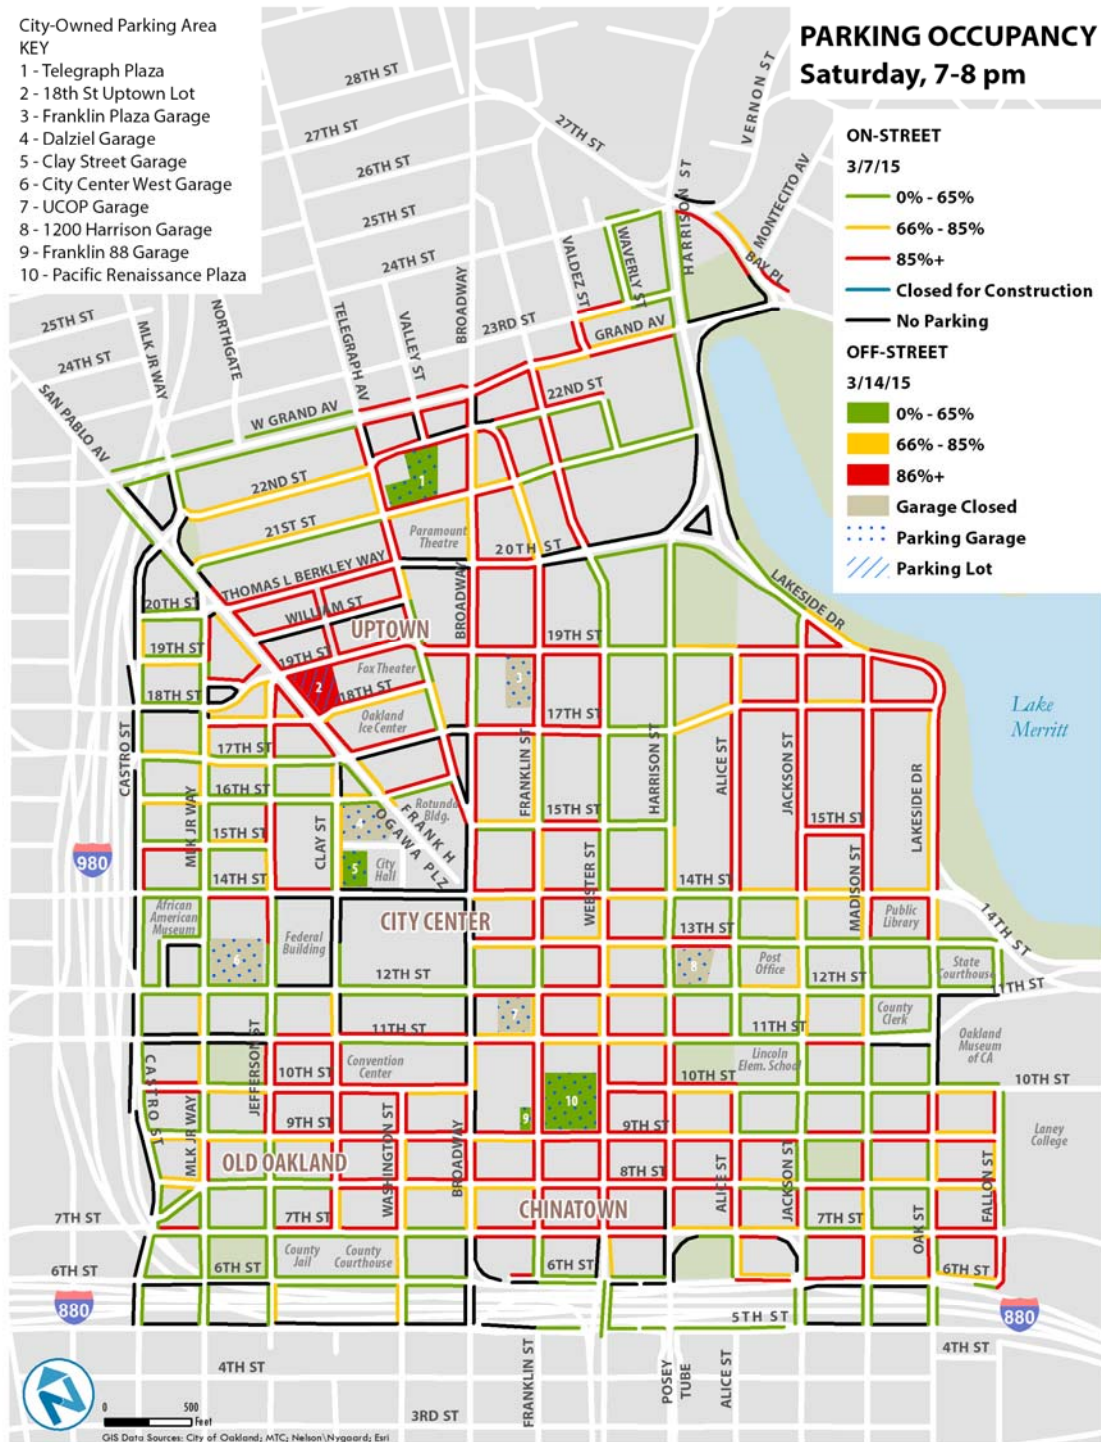 City-Owned Parking Area
KEY
1 - Telegraph Plaza
2 - 18th St Uptown Lot
3 - Franklin Plaza Garage
4 - Dalziel Garage
5 - Clay Street Garage
6 - City Center West Garage
7 - UCOP Garage
8 - 1200 Harrison Garage
9 - Franklin 88 Garage
10 - Pacific Renaissance Plaza
PARKING OCCUPANCY
Saturday, 7-8 pm
ON-STREET
3/7/15
0% - 65%
66% - 85%
85%+
Closed for Construction
No Parking
OFF-STREET
3/14/15
0% - 65%
66% - 85%
86%+
Garage Closed
Parking Garage
Parking Lot
28TH ST
27TH ST
27TH ST
VERNON ST
26TH ST
25TH ST
24TH ST
HARRISON ST
MONTECITO AV
BAY PL
WAVERLY ST
VALDEZ ST
BROADWAY
23RD ST
GRAND AV
TELEGRAPH AV
VALLEY ST
NORTHGATE
MLK JR WAY
25TH ST
24TH ST
SAN PABLO AV
W GRAND AV
22ND ST
22ND ST
21ST ST
1
Paramount
Theatre
20TH ST
THOMAS L BERKLEY WAY
WILLIAM ST
20TH ST
UPTOWN
BROADWAY
LAKESIDE DR
19TH ST
19TH ST
19TH ST
Fox Theater
18TH ST
2
18TH ST
3
Oakland
Ice Center
17TH ST
17TH ST
Lake
Merritt
CASTRO ST
FRANKLIN ST
HARRISON ST
ALICE ST
JACKSON ST
LAKESIDE DR
16TH ST
Rotunda
Bldg.
15TH ST
15TH ST
15TH ST
MLK JR WAY
CLAY ST
4
FRANK H
OGAWA PLZ
980
5
City
Hall
14TH ST
14TH ST
WEBSTER ST
MADISON ST
African
American
Museum
CITY CENTER
13TH ST
Public
Library
14TH ST
Federal
Building
6
12TH ST
8
Post
Office
12TH ST
State
Courthouse
11TH ST
7
11TH ST
11TH ST
County
Clerk
Oakland
Museum
of CA
JEFFERSON ST
CASTRO ST
10TH ST
Convention
Center
10TH ST
Lincoln
Elem. School
10TH ST
MLK JR WAY
9TH ST
WASHINGTON ST
BROADWAY
9
10
9TH ST
Laney
College
OLD OAKLAND
8TH ST
ALICE ST
JACKSON ST
FALLON ST
7TH ST
7TH ST
CHINATOWN
7TH ST
OAK ST
6TH ST
6TH ST
County
Jail
County
Courthouse
6TH ST
6TH ST
880
5TH ST
880
4TH ST
FRANKLIN ST
POSEY
TUBE
ALICE ST
4TH ST
3RD ST
0
500
Feet
GIS Data Sources: City of Oakland; MTC; Nelson\Nygaard; Esri